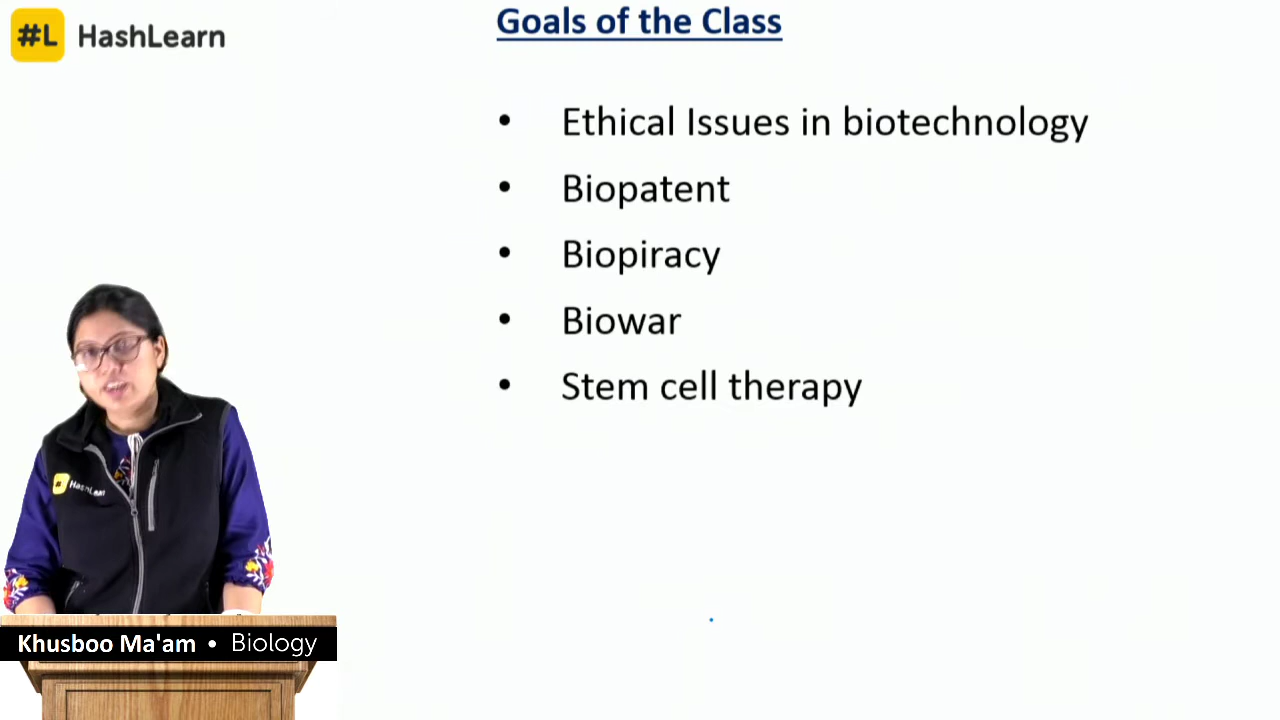 #L HashLearn
Goals of the Class
• Ethical Issues in biotechnology
• Biopatent
• Biopiracy
• Biowar
• Stem cell therapy
# HashLearn
Khusboo Ma'am • Biology